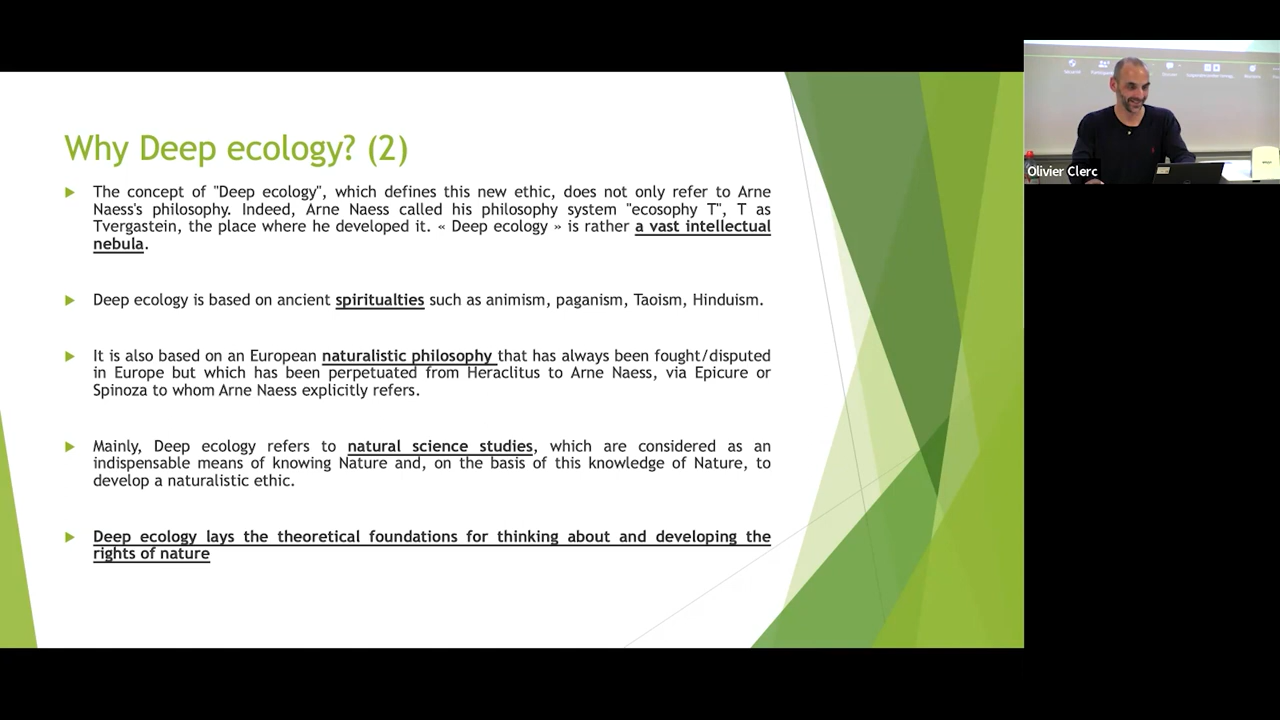 Why Deep ecology? (2)
The concept of "Deep ecology", which defines this new ethic, does not only refer to Arne
Naess's philosophy. Indeed, Arne Naess called his philosophy system "ecosophy T", T as
Tvergastein, the place where he developed it. « Deep ecology » is rather a vast intellectual
nebula.
Deep ecology is based on ancient spiritualties such as animism, paganism, Taoism, Hinduism.
It is also based on an European naturalistic philosophy that has always been fought/disputed
in Europe but which has been perpetuated from Heraclitus to Arne Naess, via Epicure or
Spinoza to whom Arne Naess explicitly refers.
Mainly, Deep ecology refers to natural science studies, which are considered as an
indispensable means of knowing Nature and, on the basis of this knowledge of Nature, to
develop a naturalistic ethic.
Deep ecology lays the theoretical foundations for thinking about and developing the
rights of nature
Olivier Clerc